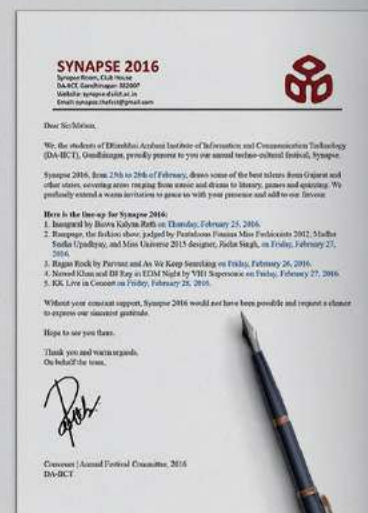 SYNAPSE 2016
Synapse Room, Club House
DA-IICT, Gandhinagar-382007
Website: synapse.daiict.ac.in
Email: synapse.thefest@gmail.com
Dear Sir/Madam,
We, the students of Dhirubhai Ambani Institute of Information and Communication Technology
(DA-IICT), Gandhinagar, proudly present to you our annual techno-cultural festival, Synapse.
Synapse 2016, from 25th to 28th of February, draws some of the best talents from Gujarat and
other states, covering areas ranging from music and drama to literary, games and quizzing. We
profusely extend a warm invitation to grace us with your presence and add to our fervour.
Here is the line-up for Synapse 2016:
1. Inaugural by Biswa Kalyan Rath on Thursday, February 25, 2016.
2. Rampage, the fashion show, judged by Pantaloons Femina Miss Fashionista 2012, Madhu
Sneha Upadhyay, and Miss Universe 2015 designer, Richa Singh, on Friday, February 27,
2016.
3. Ragna Rock by Parvaaz and As We Keep Searching on Friday, February 26, 2016.
4. Nawed Khan and DJ Ray in EDM Night by VH1 Supersonic on Friday, February 27, 2016.
5. KK Live in Concert on Friday, February 28, 2016.
Without your constant support, Synapse 2016 would not have been possible and request a chance
to express our sincerest gratitude.
Hope to see you there.
Thank you and warm regards,
On behalf the team,
Convener | Annual Festival Committee, 2016
DA-IICT